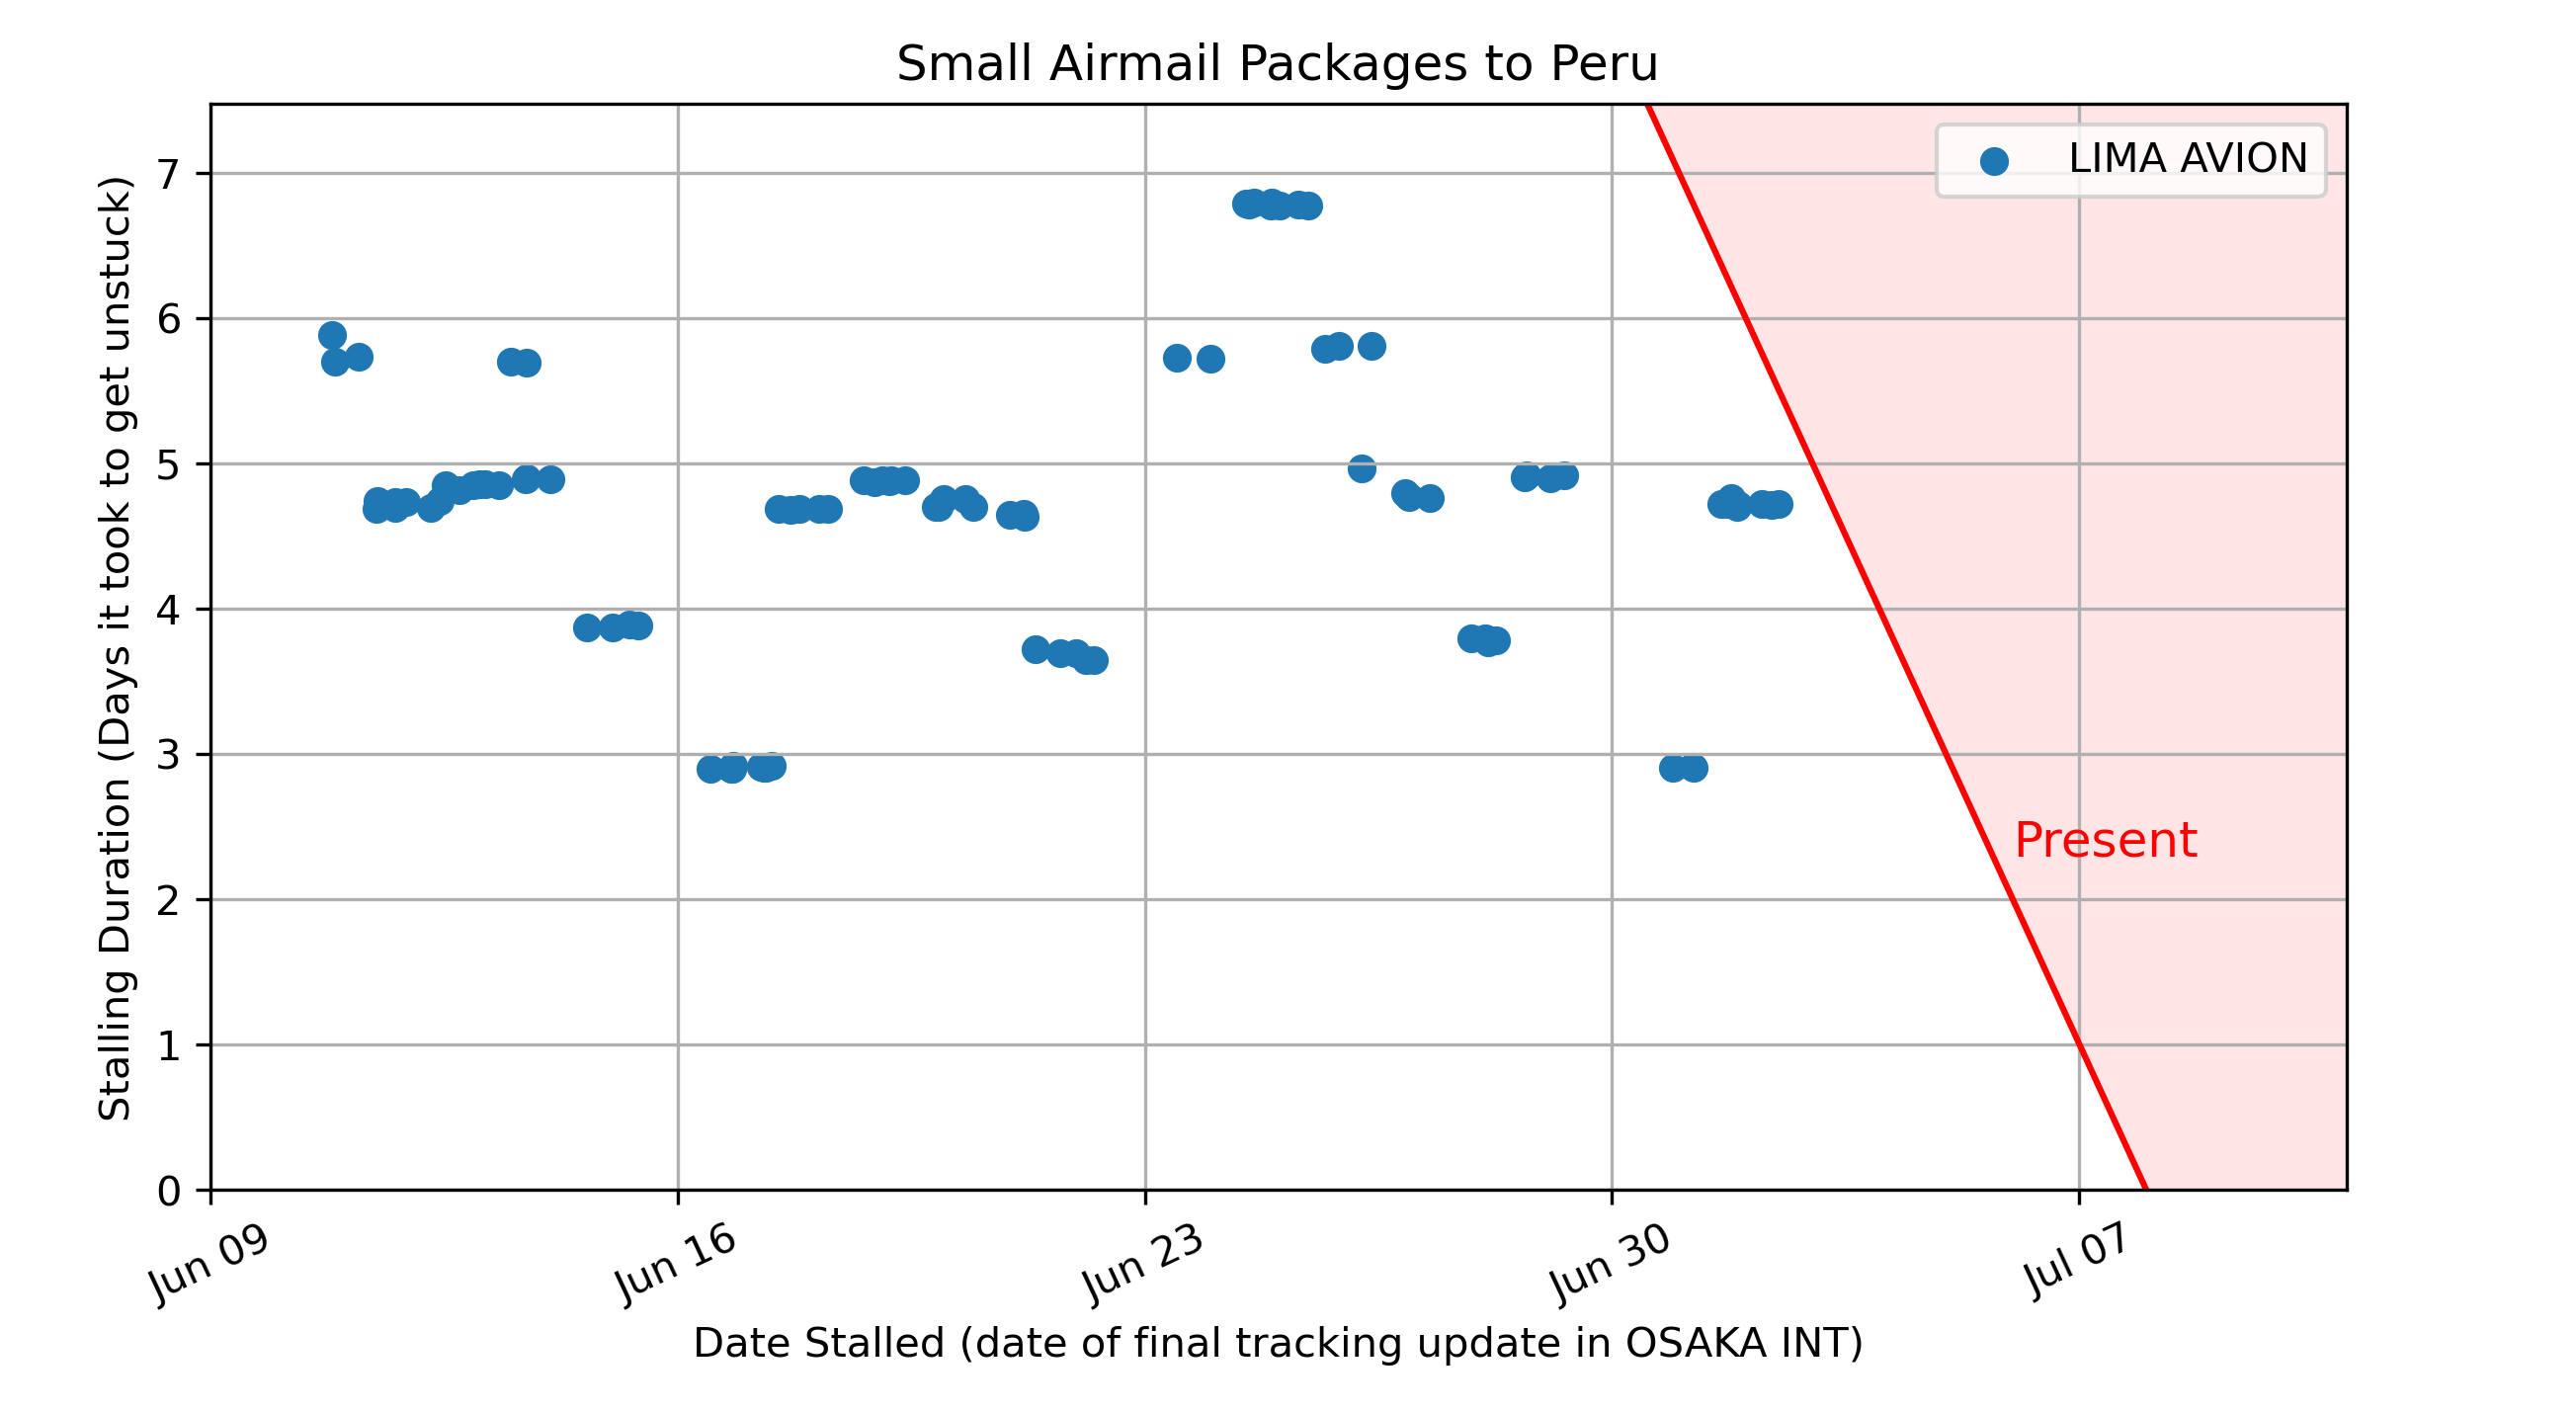 Small Airmail Packages to Peru
LIMA AVION
Stalling Duration (Days it took to get unstuck)
7
6
5
4
3
2
1
0
Present
Jun 09
Jun 16
Jun 23
Jun 30
Jul 07
Date Stalled (date of final tracking update in OSAKA INT)